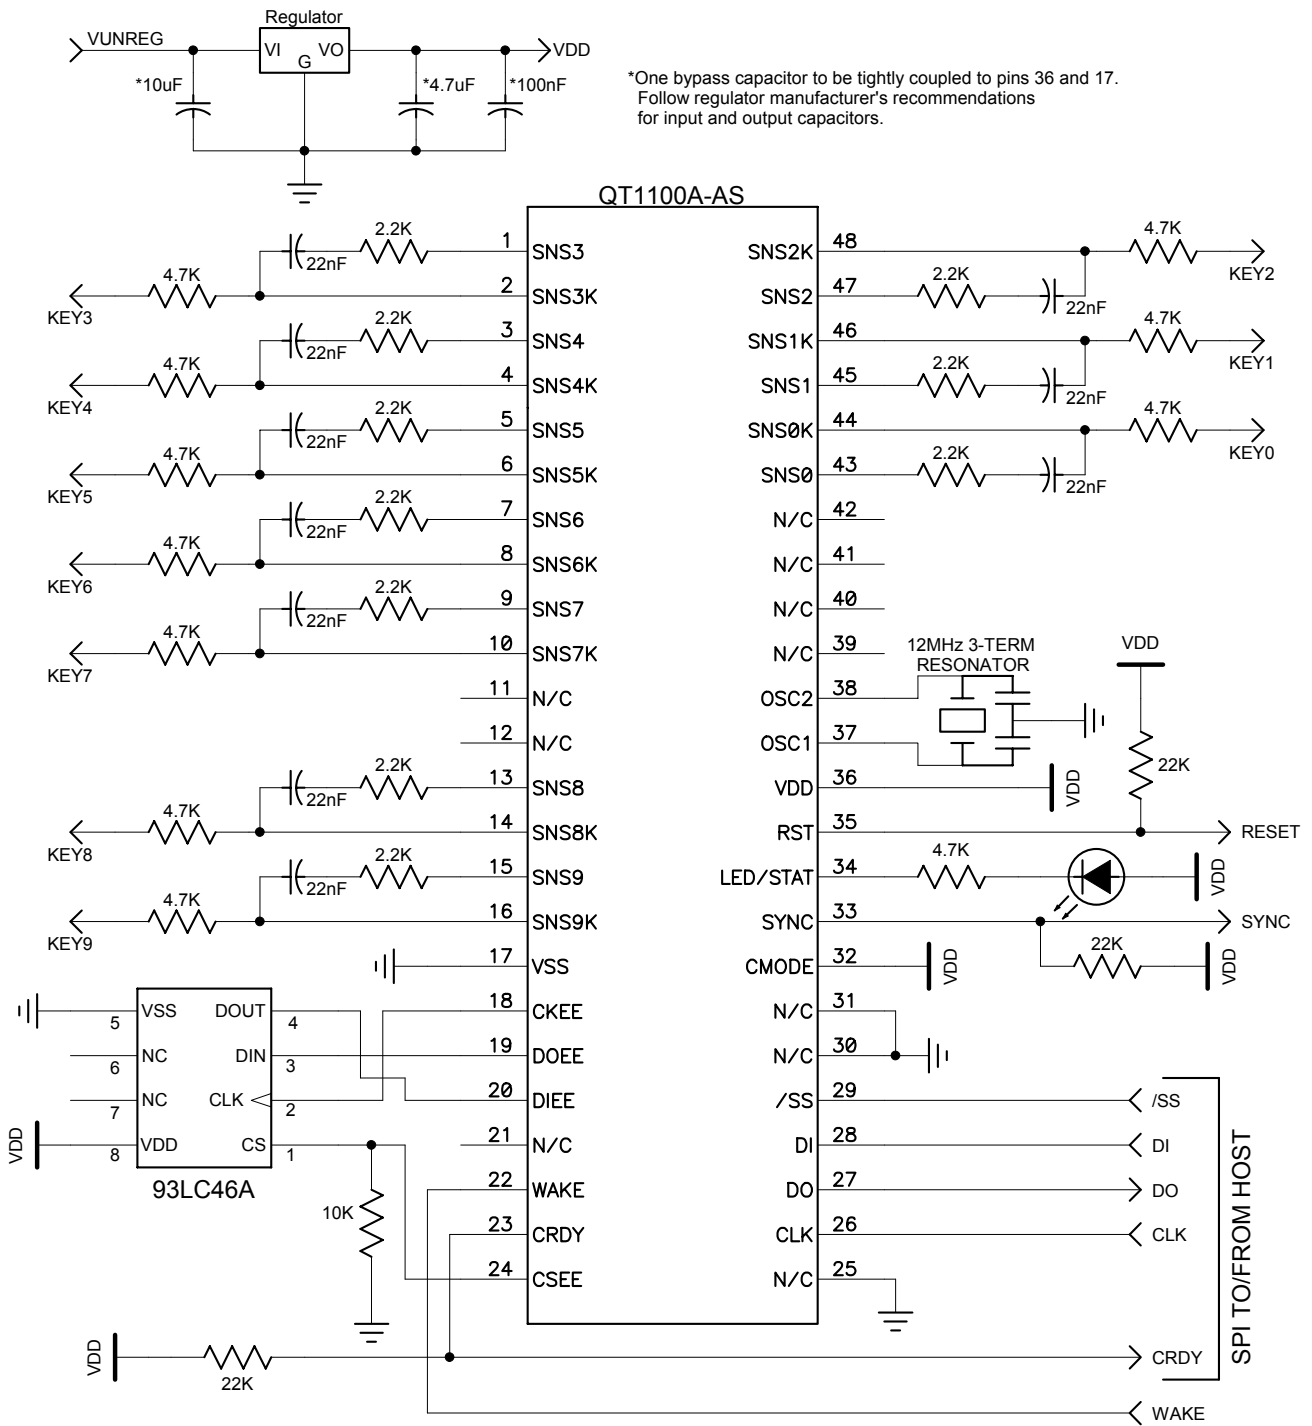 Regulator
VUNREG
VI
VO
G
VDD
*10uF
*4.7uF
*100nF
*One bypass capacitor to be tightly coupled to pins 36 and 17.
Follow regulator manufacturer's recommendations
for input and output capacitors.
QT1100A-AS
2.2K
22nF
1
SNS3
4.7K
KEY3
2
SNS3K
2.2K
22nF
3
SNS4
4.7K
KEY4
4
SNS4K
2.2K
22nF
5
SNS5
4.7K
KEY5
6
SNS5K
2.2K
22nF
7
SNS6
4.7K
KEY6
8
SNS6K
2.2K
22nF
9
SNS7
4.7K
KEY7
10
SNS7K
11
N/C
12
N/C
2.2K
22nF
13
SNS8
4.7K
KEY8
14
SNS8K
2.2K
22nF
15
SNS9
4.7K
KEY9
16
SNS9K
17
VSS
18
CKEE
19
DOEE
20
DIEE
21
N/C
22
WAKE
23
CRDY
24
CSEE
5
VSS
DOUT
4
6
NC
DIN
3
7
NC
CLK
2
VDD
8
VDD
CS
1
93LC46A
10K
VDD
22K
SNS2K
48
4.7K
KEY2
SNS2
47
2.2K
22nF
SNS1K
46
4.7K
KEY1
SNS1
45
2.2K
22nF
SNS0K
44
4.7K
KEY0
SNS0
43
2.2K
22nF
N/C
42
N/C
41
N/C
40
N/C
39
12MHz 3-TERM
RESONATOR
VDD
OSC2
38
OSC1
37
22K
VDD
36
VDD
RST
35
RESET
LED/STAT
34
4.7K
VDD
SYNC
33
SYNC
22K
VDD
CMODE
32
VDD
N/C
31
N/C
30
/SS
29
/SS
DI
28
DI
DO
27
DO
CLK
26
CLK
N/C
25
CRDY
WAKE
SPI TO/FROM HOST